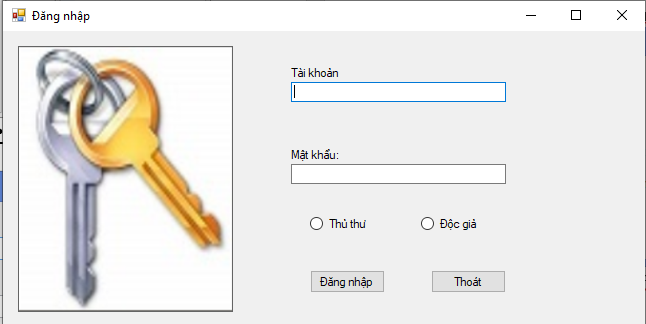 Đăng nhập
Tài khoản
Mật khẩu:
Thủ thư
Độc giả
Đăng nhập
Thoát